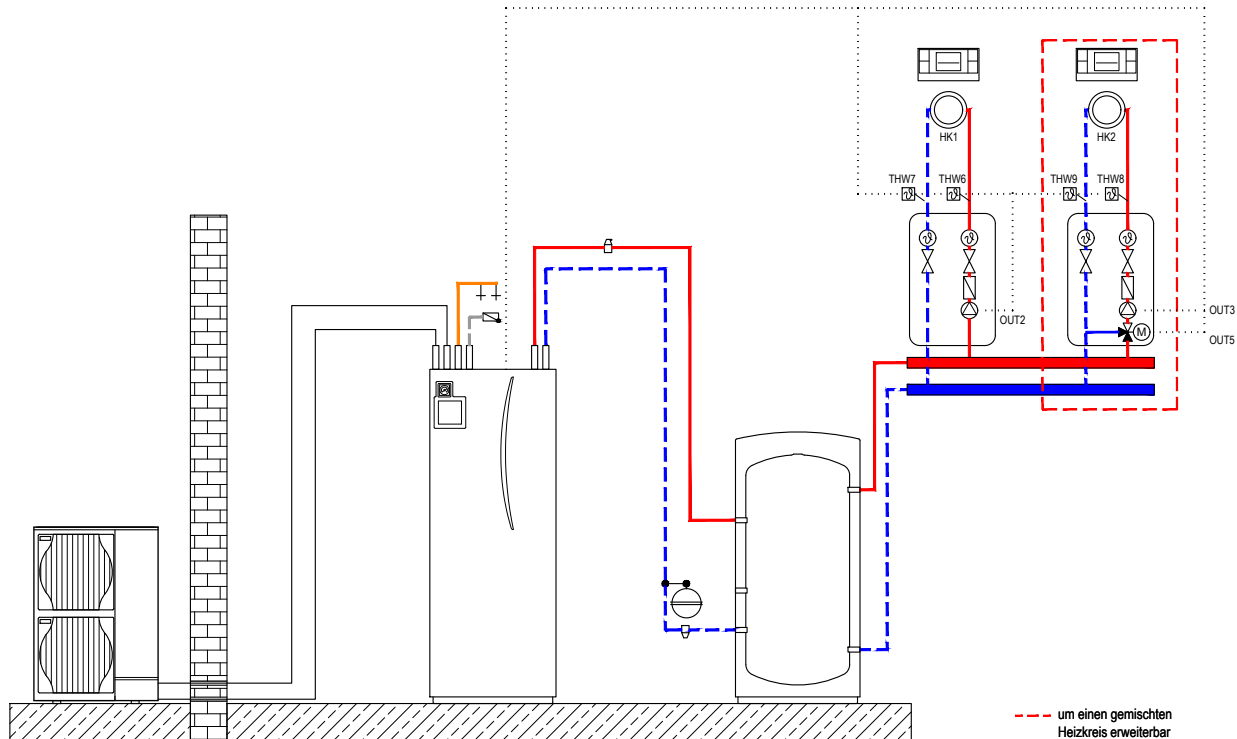 HK1
HK2
THW7
THW6
THW9
THW8
OUT2
OUT3
M
OUT5
um einen gemischten
Heizkreis erweiterbar